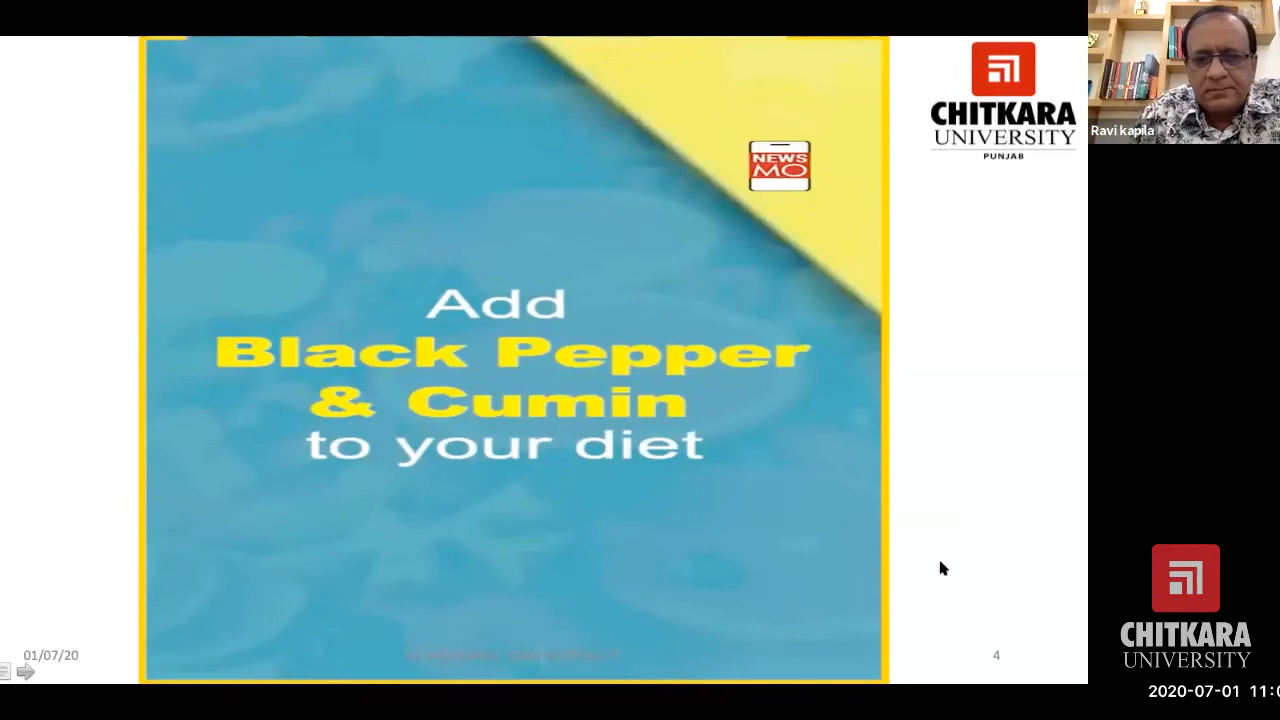 NEWS
MO
Add
Black Pepper
& Cumin
to your diet
CHITKARA
UNIVERSITY
PUNJAB
Ravi kapila
01/07/20
4
CHITKARA
UNIVERSITY
2020-07-01 11:0